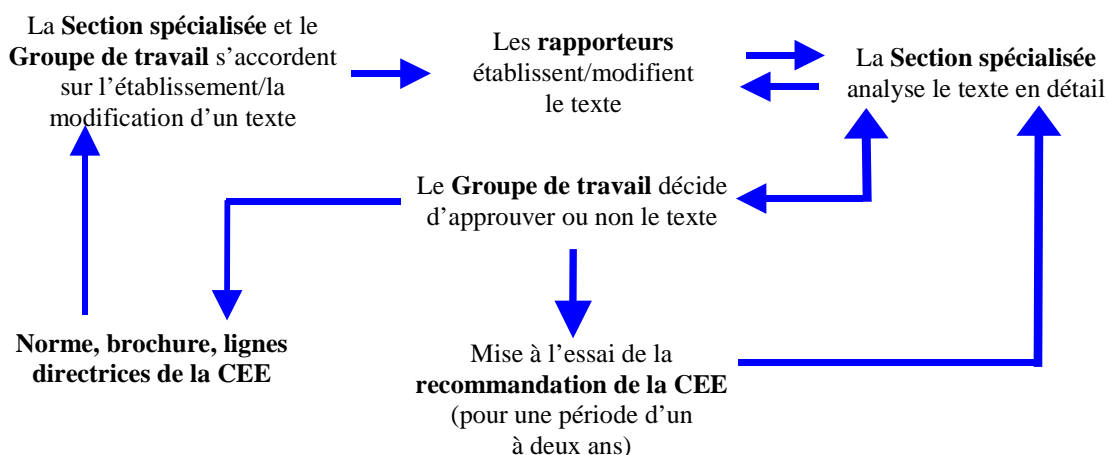 La Section spécialisée et le
Groupe de travail s’accordent
sur l’établissement/la
modification d’un texte
Les rapporteurs
établissent/modifient
le texte
La Section spécialisée
analyse le texte en détail
Le Groupe de travail décide
d’approuver ou non le texte
Norme, brochure, lignes
directrices de la CEE
Mise à l’essai de la
recommandation de la CEE
(pour une période d’un
à deux ans)